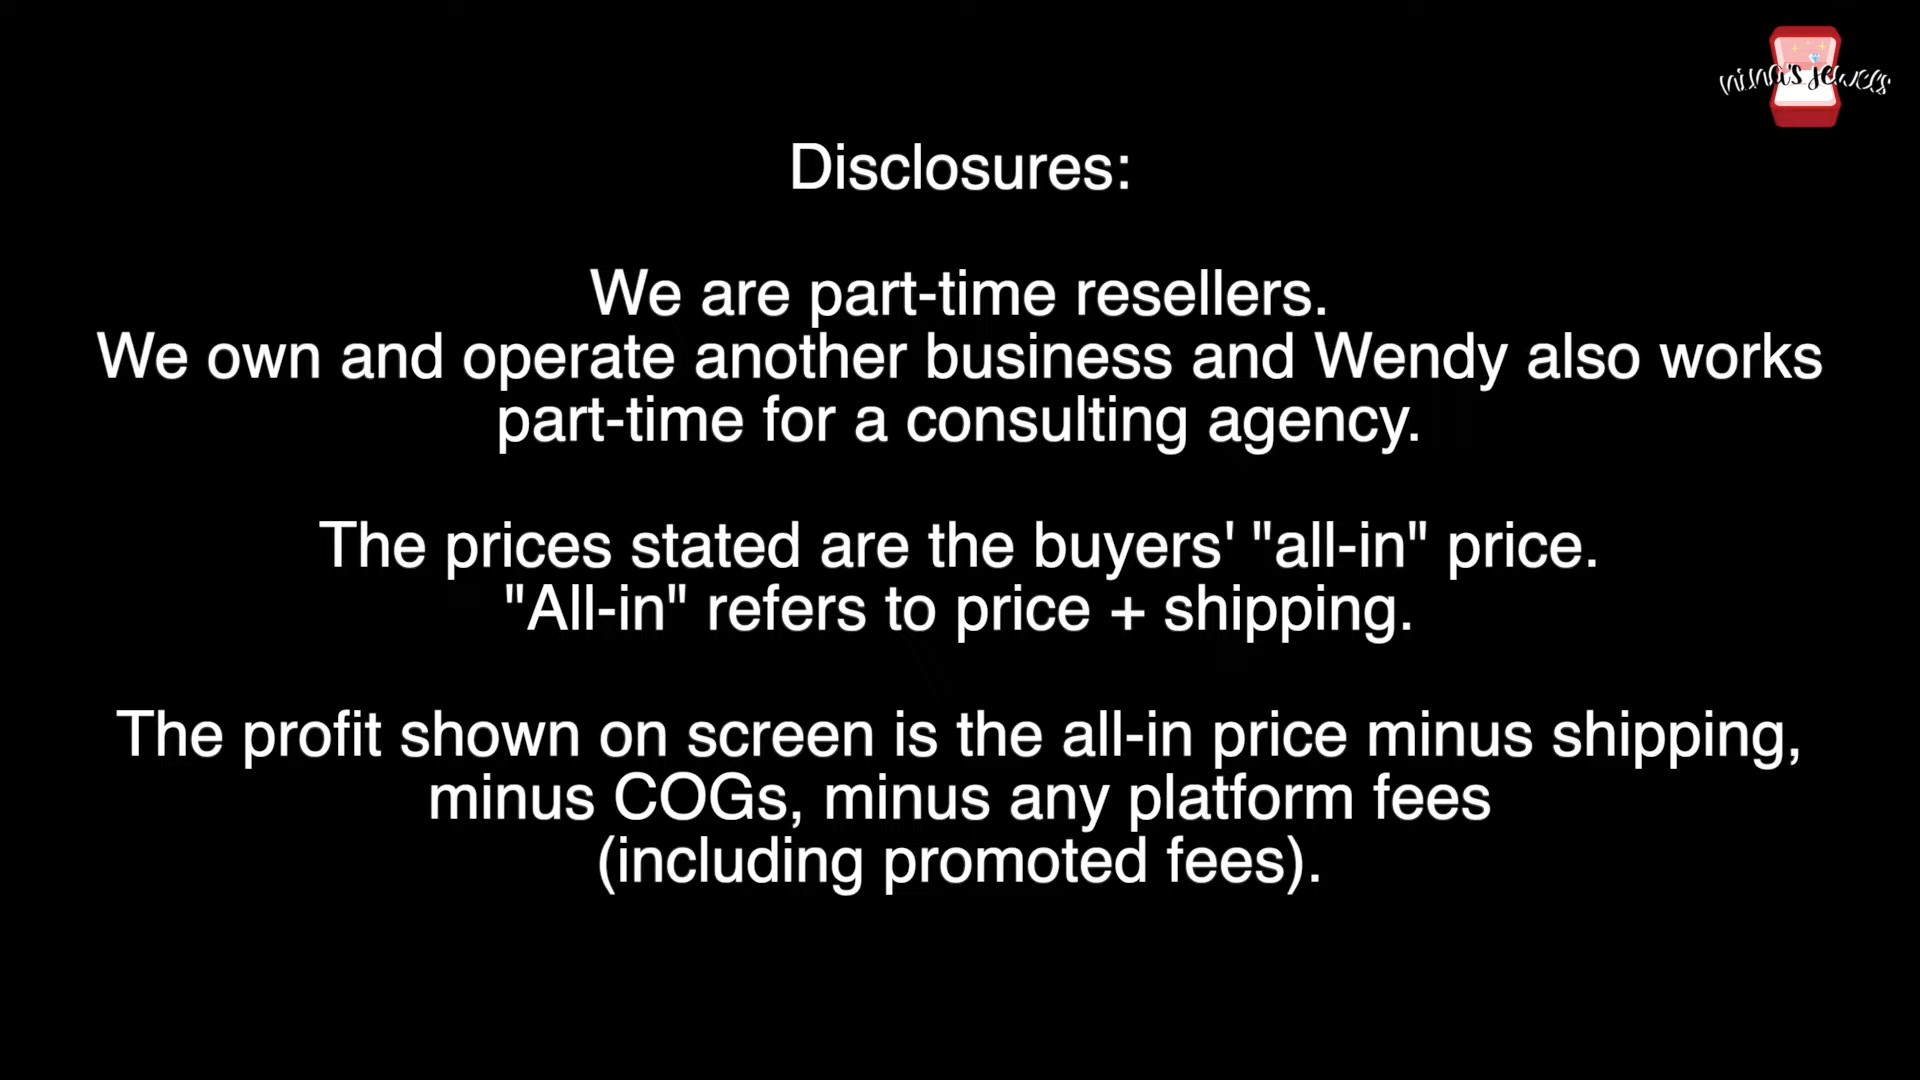 nina's jewels
Disclosures:
We are part-time resellers.
We own and operate another business and Wendy also works
part-time for a consulting agency.
The prices stated are the buyers' "all-in" price.
"All-in" refers to price + shipping.
The profit shown on screen is the all-in price minus shipping,
minus COGs, minus any platform fees
(including promoted fees).